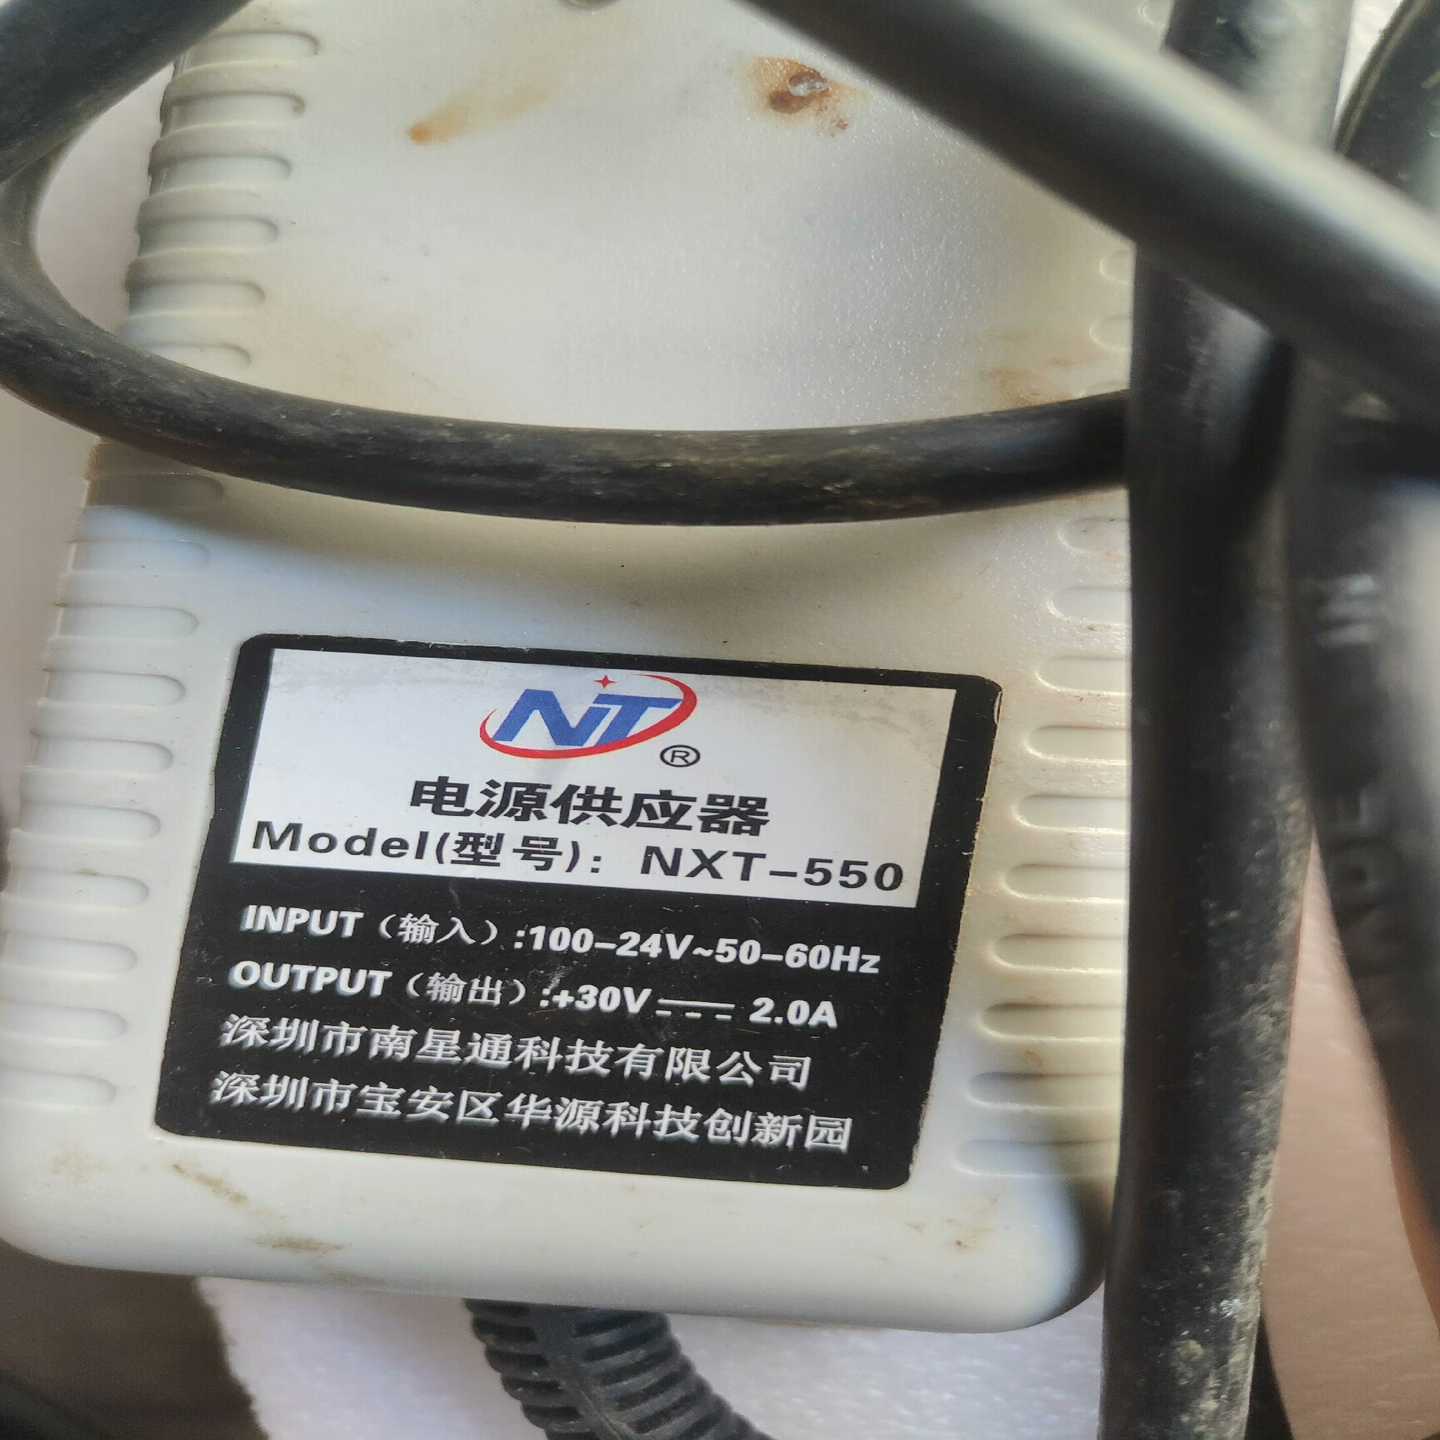 NT®
电源供应器
Model(型号): NXT-550
INPUT（输入）:100-24V~50-60Hz
OUTPUT（输出）:+30V⎓ 2.0A
深圳市南星通科技有限公司
深圳市宝安区华源科技创新园